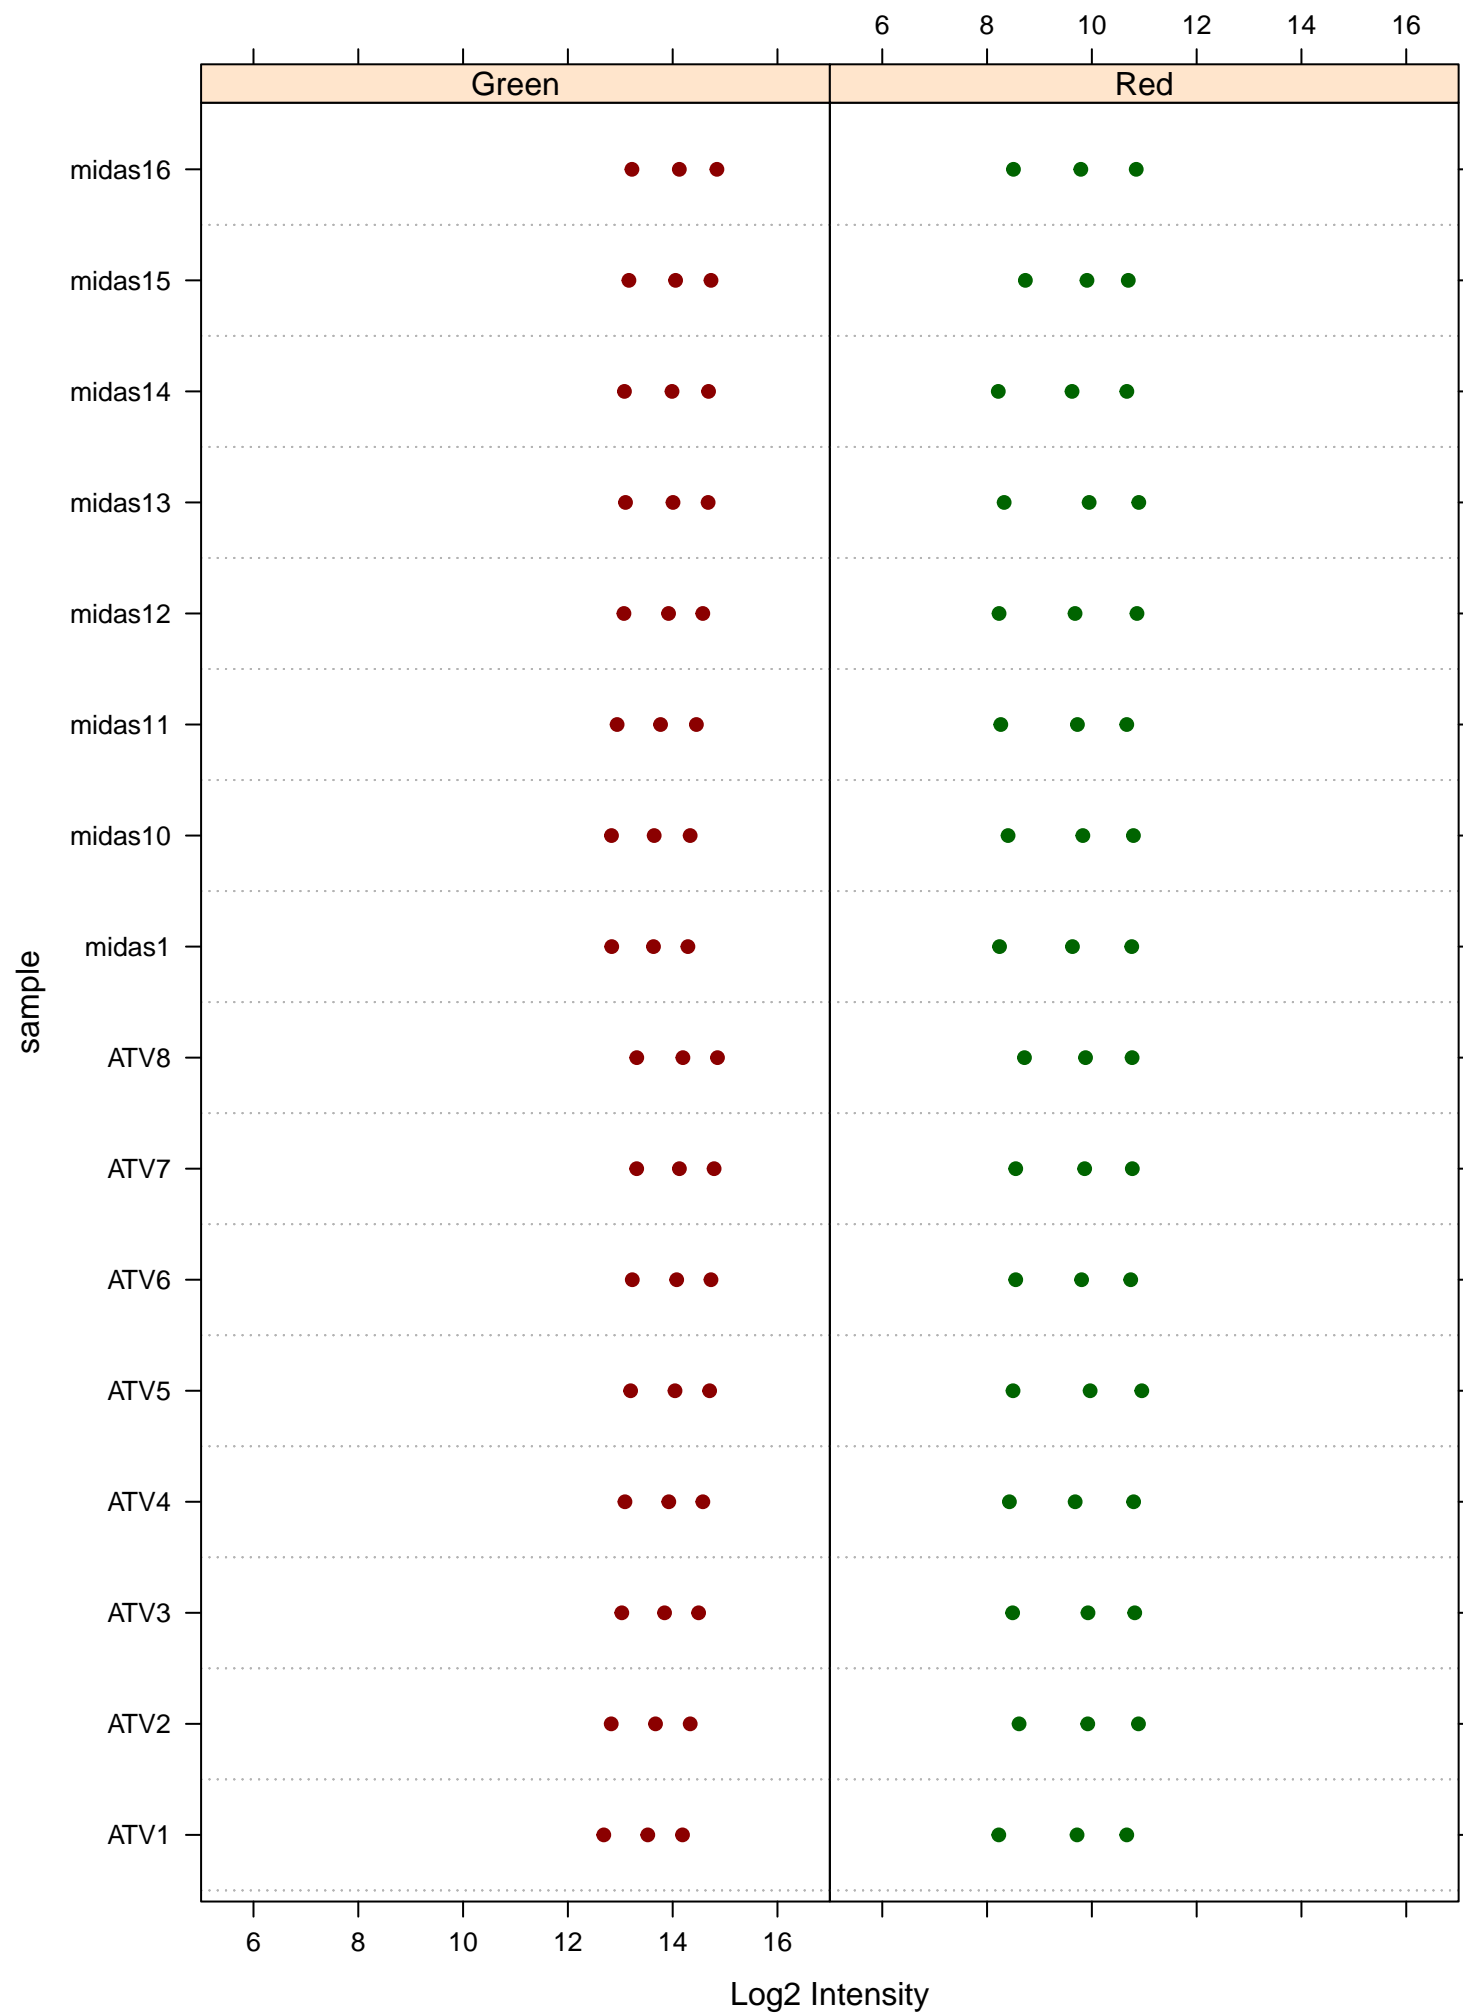 6 8 10 12 14 16
Green Red
midas16
midas15
midas14
midas13
midas12
midas11
midas10
midas1
ATV8
ATV7
ATV6
ATV5
ATV4
ATV3
ATV2
ATV1
sample
6 8 10 12 14 16
Log2 Intensity